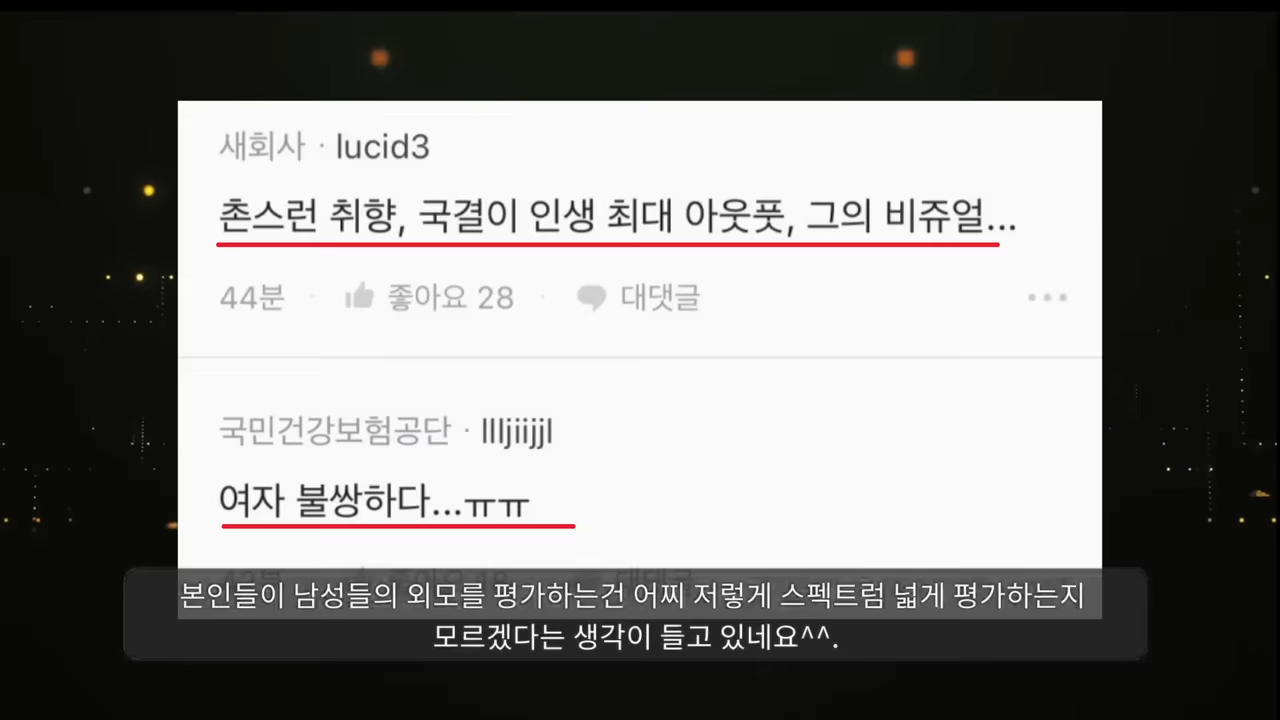 새회사 · lucid3
촌스런 취향, 국결이 인생 최대 아웃풋, 그의 비쥬얼...
44분 · 좋아요 28 · 대댓글
국민건강보험공단 · llljiijjl
여자 불쌍하다...ㅠㅠ
본인들이 남성들의 외모를 평가하는건 어찌 저렇게 스펙트럼 넓게 평가하는지
모르겠다는 생각이 들고 있네요^^.